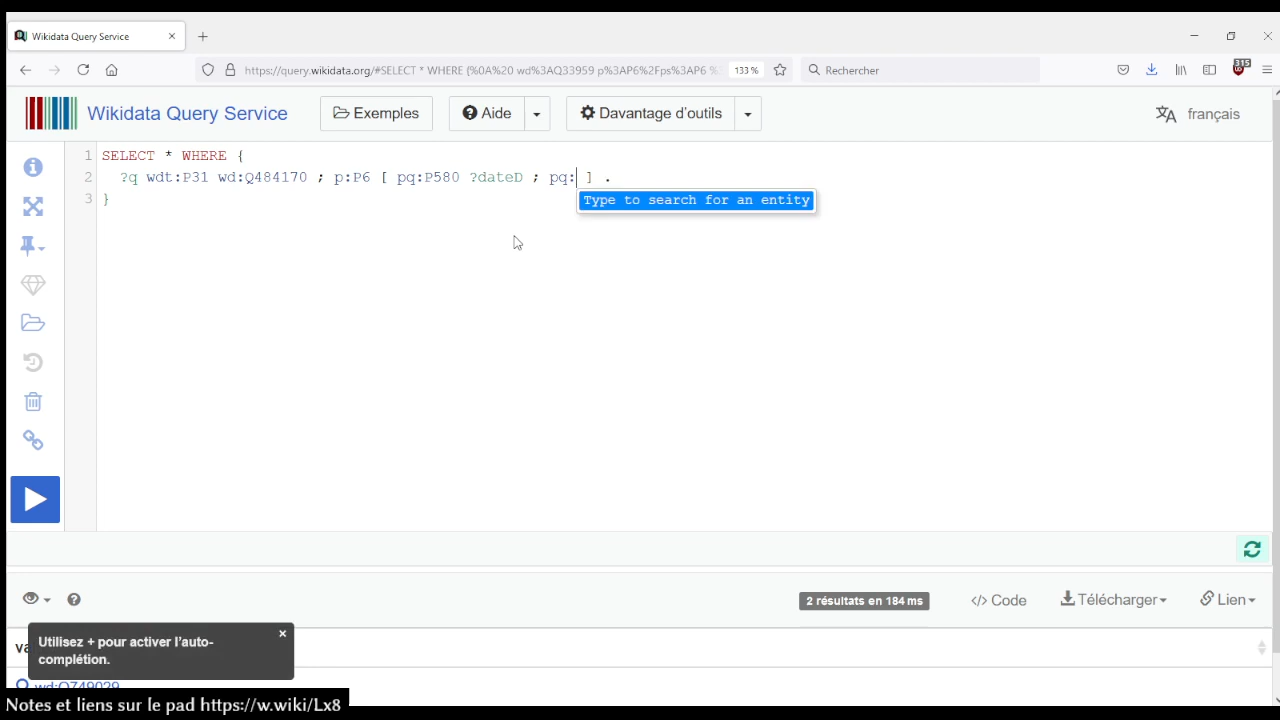 Wikidata Query Service
https://query.wikidata.org/#SELECT * WHERE {%0A%20 wd%3AQ33959 p%3AP6%2Fps%3AP6 %
133 %
Rechercher
315
Wikidata Query Service
Exemples
Aide
Davantage d'outils
français
1 SELECT * WHERE {
2 ?q wdt:P31 wd:Q484170 ; p:P6 [ pq:P580 ?dateD ; pq: ] .
3 }
Type to search for an entity
2 résultats en 184 ms
</> Code
Télécharger
Lien
va
Utilisez + pour activer l'auto-
complétion.
wd:Q749029
Notes et liens sur le pad https://w.wiki/Lx8